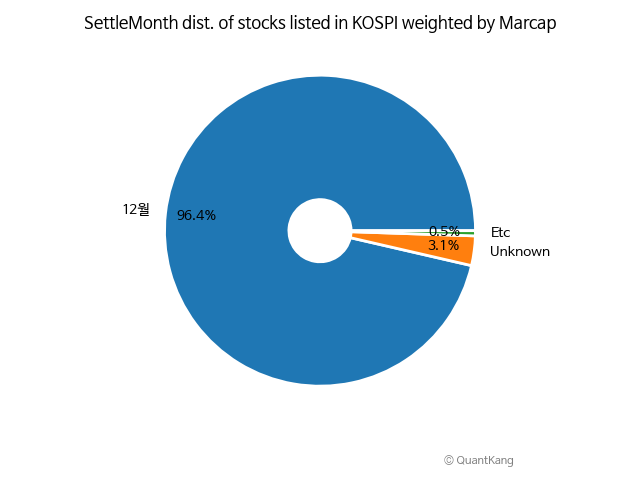 SettleMonth dist. of stocks listed in KOSPI weighted by Marcap
12월
96.4%
0.5%
Etc
3.1%
Unknown
© QuantKang